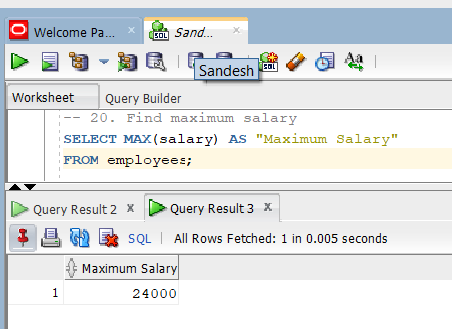 Welcome Pa...
Sand...
SQL
SQL
Sandesh
Worksheet
Query Builder
-- 20. Find maximum salary
SELECT MAX(salary) AS "Maximum Salary"
FROM employees;
Query Result 2 x
Query Result 3 x
SQL | All Rows Fetched: 1 in 0.005 seconds
Maximum Salary
1 24000